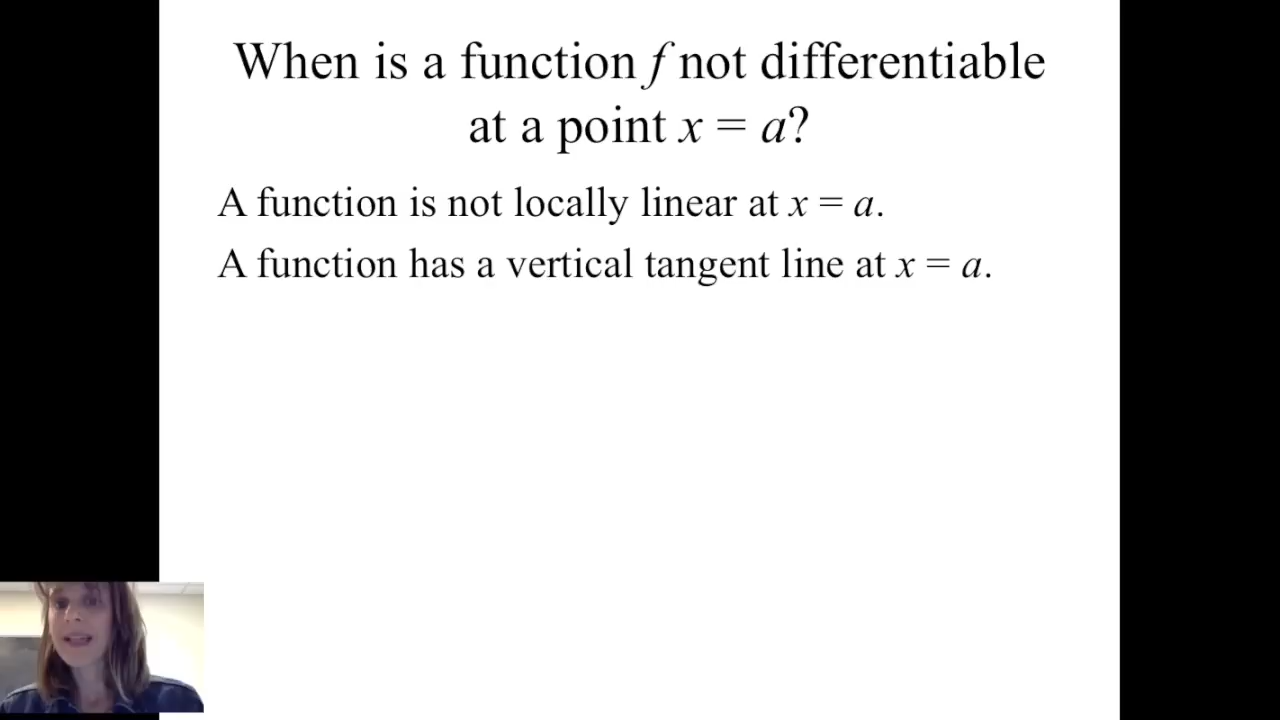 When is a function f not differentiable
at a point x = a?
A function is not locally linear at x = a.
A function has a vertical tangent line at x = a.